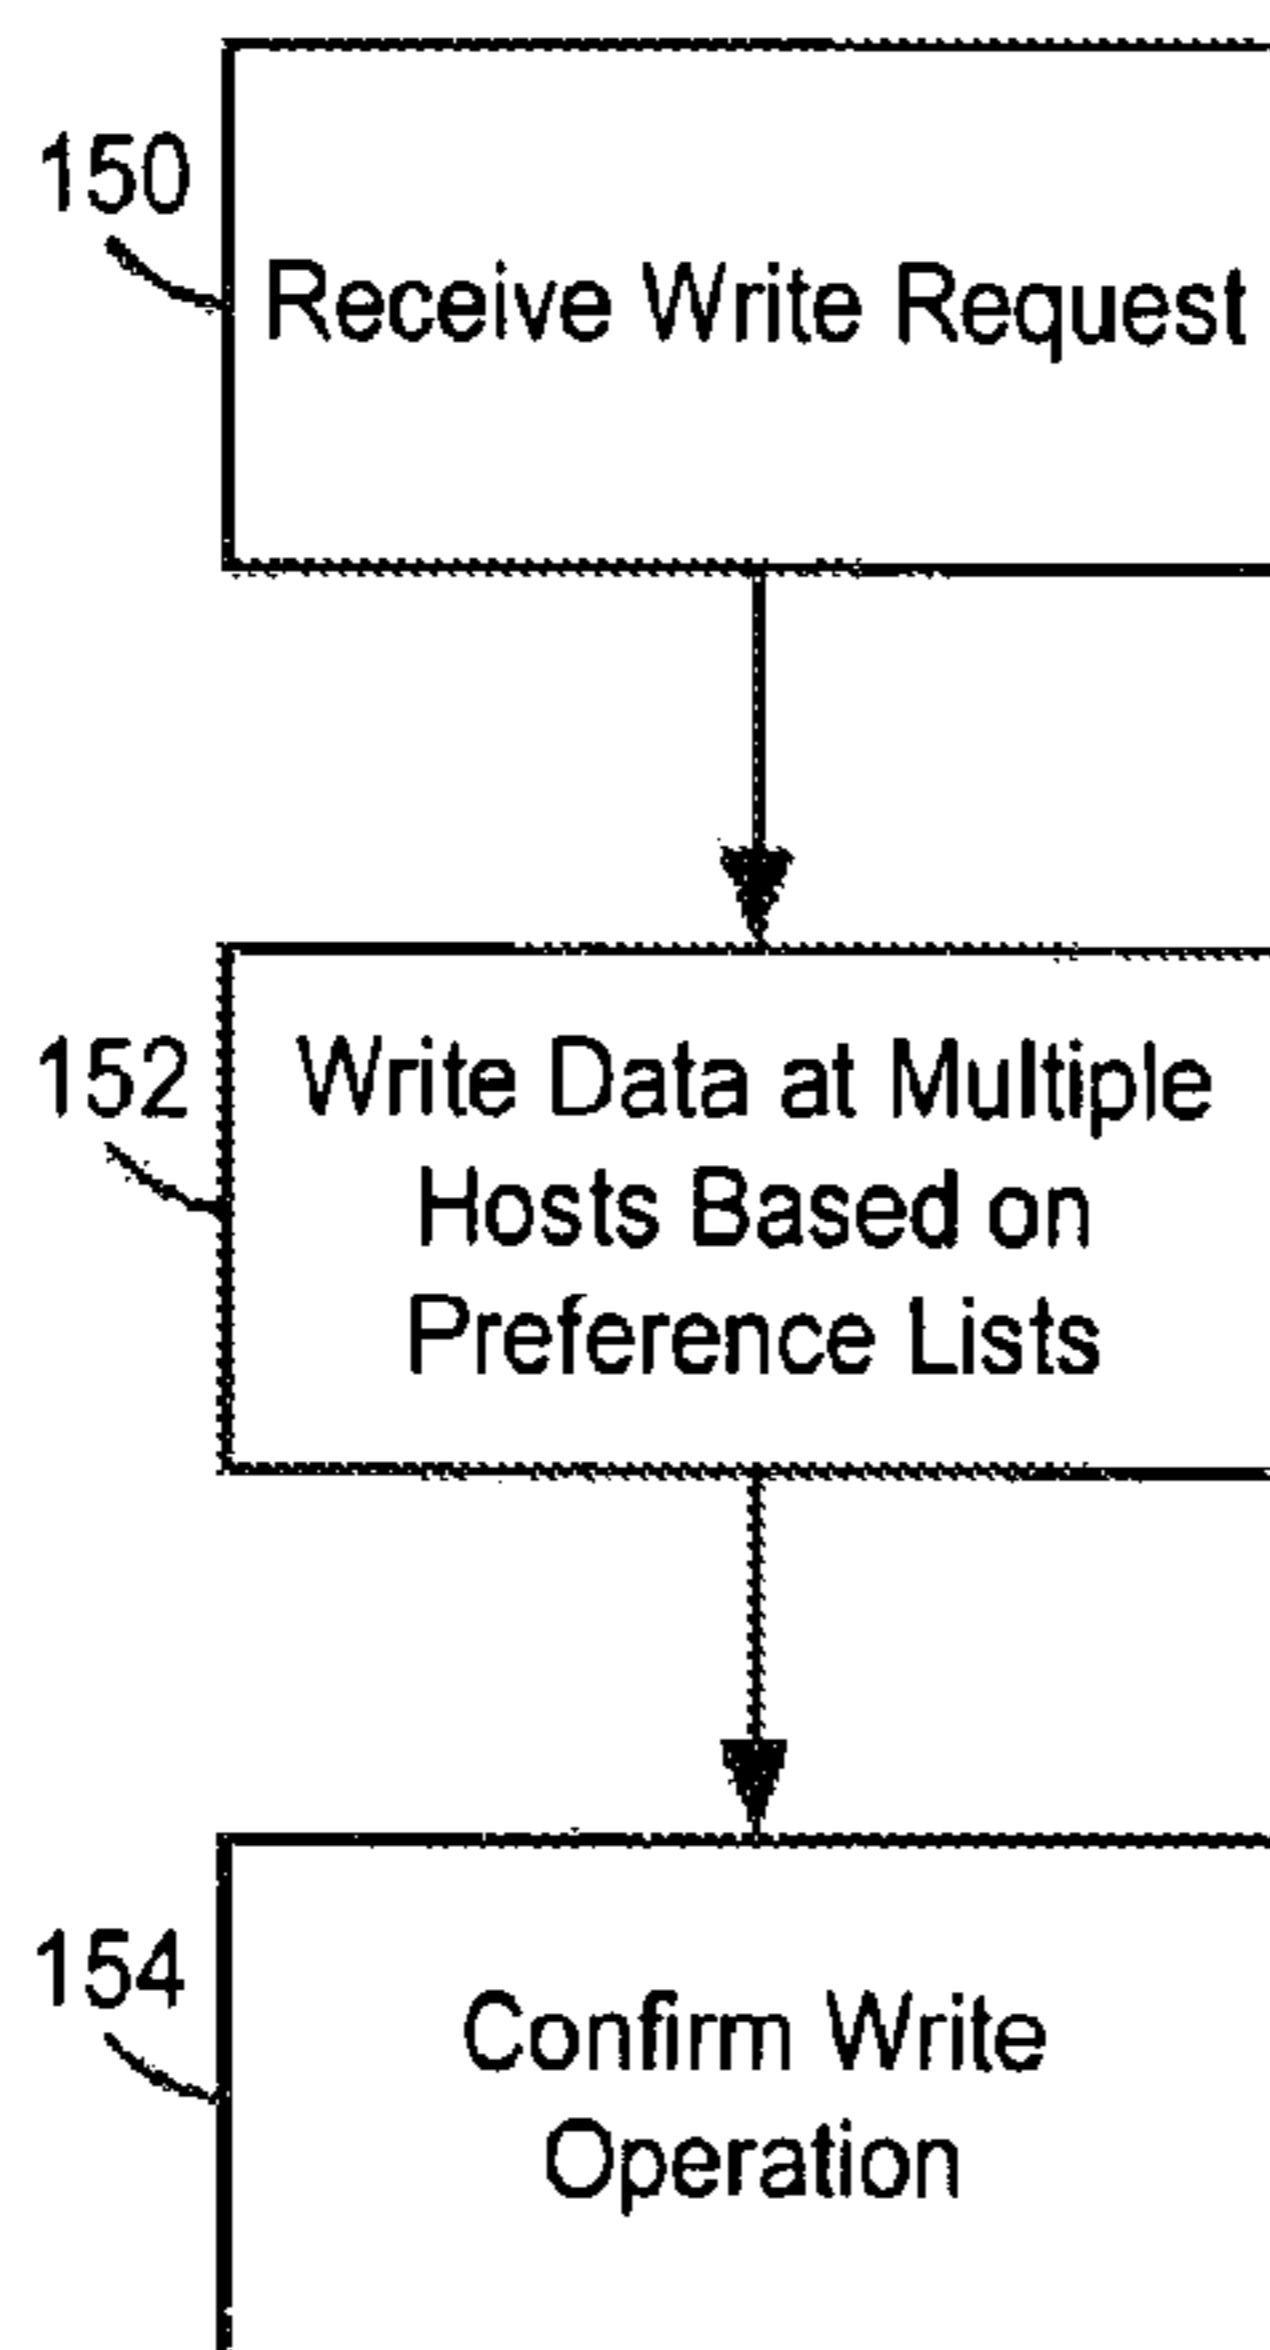 150
Receive Write Request
152
Write Data at Multiple
Hosts Based on
Preference Lists
154
Confirm Write
Operation